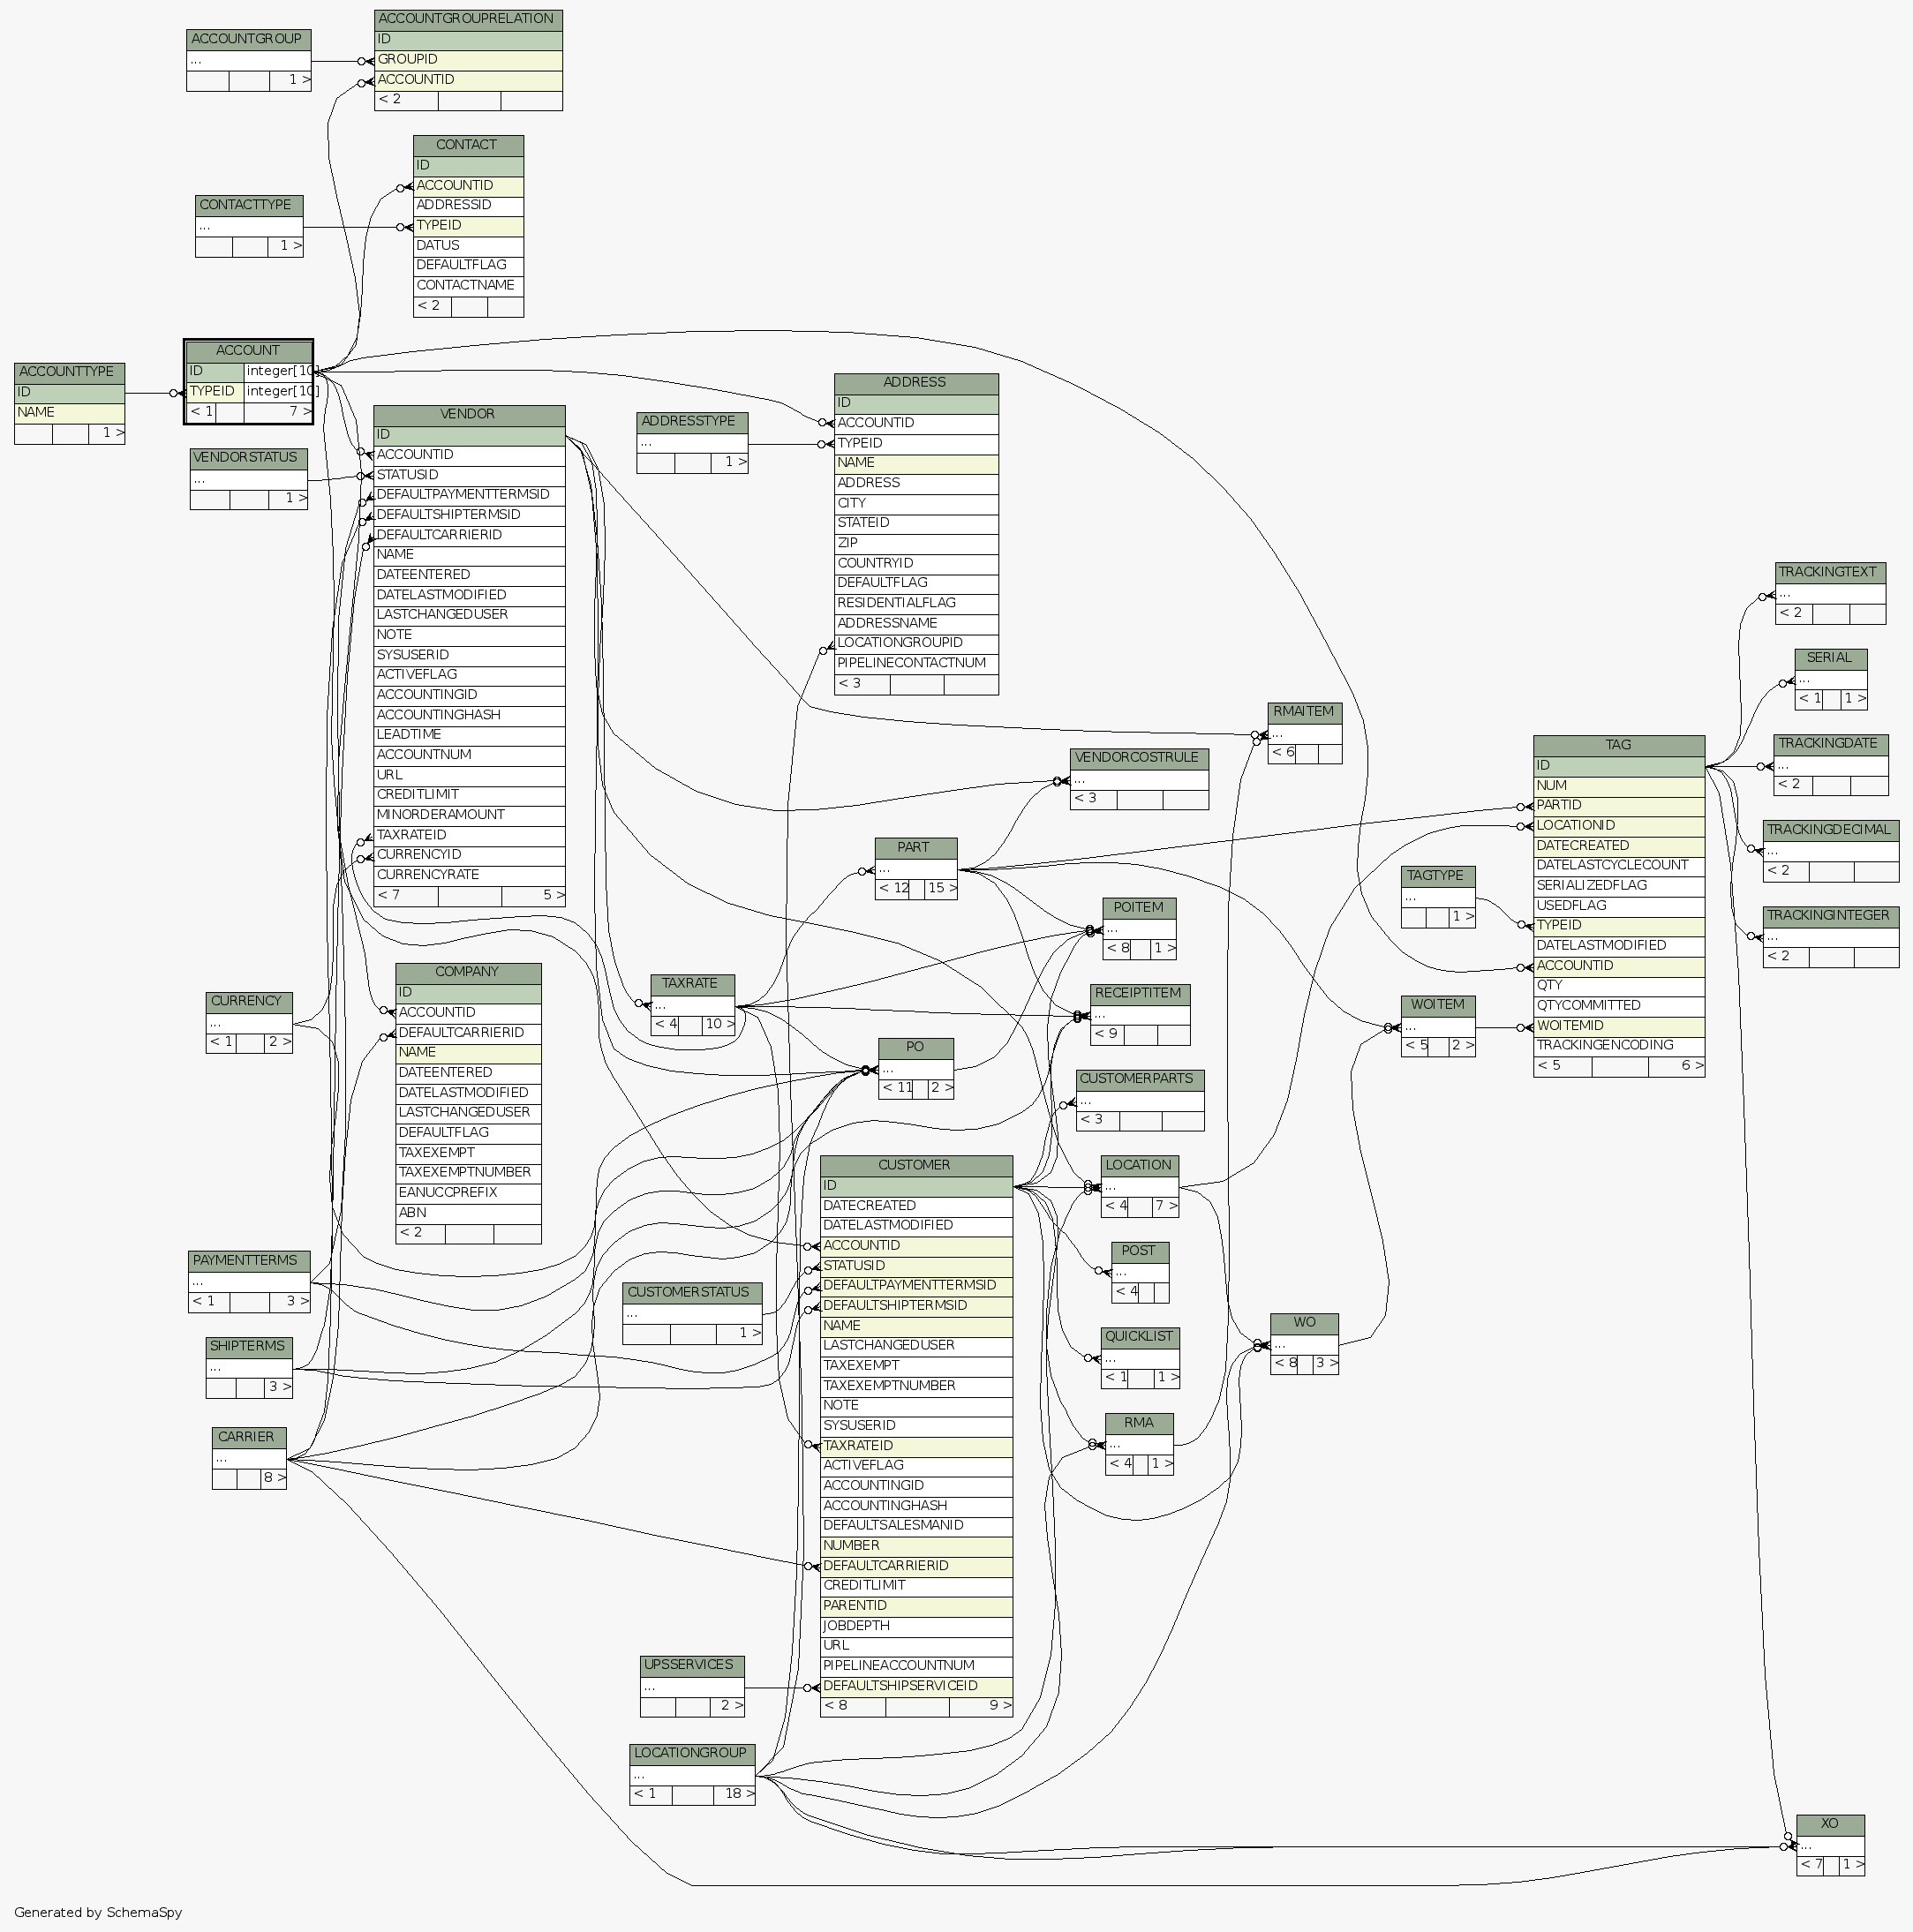 ACCOUNTGROUPRELATION
ID
GROUPID
ACCOUNTID
< 2
ACCOUNTGROUP
...
1 >
CONTACT
ID
ACCOUNTID
ADDRESSID
TYPEID
DATUS
DEFAULTFLAG
CONTACTNAME
< 2
CONTACTTYPE
...
1 >
ACCOUNT
ID integer[10]
TYPEID integer[10]
< 1 7 >
ACCOUNTTYPE
ID
NAME
1 >
VENDOR
ID
ACCOUNTID
STATUSID
DEFAULTPAYMENTTERMSID
DEFAULTSHIPTERMSID
DEFAULTCARRIERID
NAME
DATEENTERED
DATELASTMODIFIED
LASTCHANGEDUSER
NOTE
SYSUSERID
ACTIVEFLAG
ACCOUNTINGID
ACCOUNTINGHASH
LEADTIME
ACCOUNTNUM
URL
CREDITLIMIT
MINORDERAMOUNT
TAXRATEID
CURRENCYID
CURRENCYRATE
< 7 5 >
VENDORSTATUS
...
1 >
ADDRESS
ID
ACCOUNTID
TYPEID
NAME
ADDRESS
CITY
STATEID
ZIP
COUNTRYID
DEFAULTFLAG
RESIDENTIALFLAG
ADDRESSNAME
LOCATIONGROUPID
PIPELINECONTACTNUM
< 3
ADDRESSTYPE
...
1 >
RMAITEM
...
< 6
VENDORCOSTRULE
...
< 3
PART
...
< 12 15 >
POITEM
...
< 8 1 >
TAG
ID
NUM
PARTID
LOCATIONID
DATECREATED
DATELASTCYCLECOUNT
SERIALIZEDFLAG
USEDFLAG
TYPEID
DATELASTMODIFIED
ACCOUNTID
QTY
QTYCOMMITTED
WOITEMID
TRACKINGENCODING
< 5 6 >
TRACKINGTEXT
...
< 2
SERIAL
...
< 1 1 >
TRACKINGDATE
...
< 2
TRACKINGDECIMAL
...
< 2
TRACKINGINTEGER
...
< 2
TAGTYPE
...
1 >
WOITEM
...
< 5 2 >
COMPANY
ID
ACCOUNTID
DEFAULTCARRIERID
NAME
DATEENTERED
DATELASTMODIFIED
LASTCHANGEDUSER
DEFAULTFLAG
TAXEXEMPT
TAXEXEMPTNUMBER
EANUCCPREFIX
ABN
< 2
CURRENCY
...
< 1 2 >
TAXRATE
...
< 4 10 >
RECEIPTITEM
...
< 9
PO
...
< 11 2 >
CUSTOMERPARTS
...
< 3
CUSTOMER
ID
DATECREATED
DATELASTMODIFIED
ACCOUNTID
STATUSID
DEFAULTPAYMENTTERMSID
DEFAULTSHIPTERMSID
NAME
LASTCHANGEDUSER
TAXEXEMPT
TAXEXEMPTNUMBER
NOTE
SYSUSERID
TAXRATEID
ACTIVEFLAG
ACCOUNTINGID
ACCOUNTINGHASH
DEFAULTSALESMANID
NUMBER
DEFAULTCARRIERID
CREDITLIMIT
PARENTID
JOBDEPTH
URL
PIPELINEACCOUNTNUM
DEFAULTSHIPSERVICEID
< 8 9 >
LOCATION
...
< 4 7 >
POST
...
< 4
QUICKLIST
...
< 1 1 >
WO
...
< 8 3 >
RMA
...
< 4 1 >
PAYMENTTERMS
...
< 1 3 >
CUSTOMERSTATUS
...
1 >
SHIPTERMS
...
3 >
CARRIER
...
8 >
UPSSERVICES
...
2 >
LOCATIONGROUP
...
< 1 18 >
XO
...
< 7 1 >
Generated by SchemaSpy